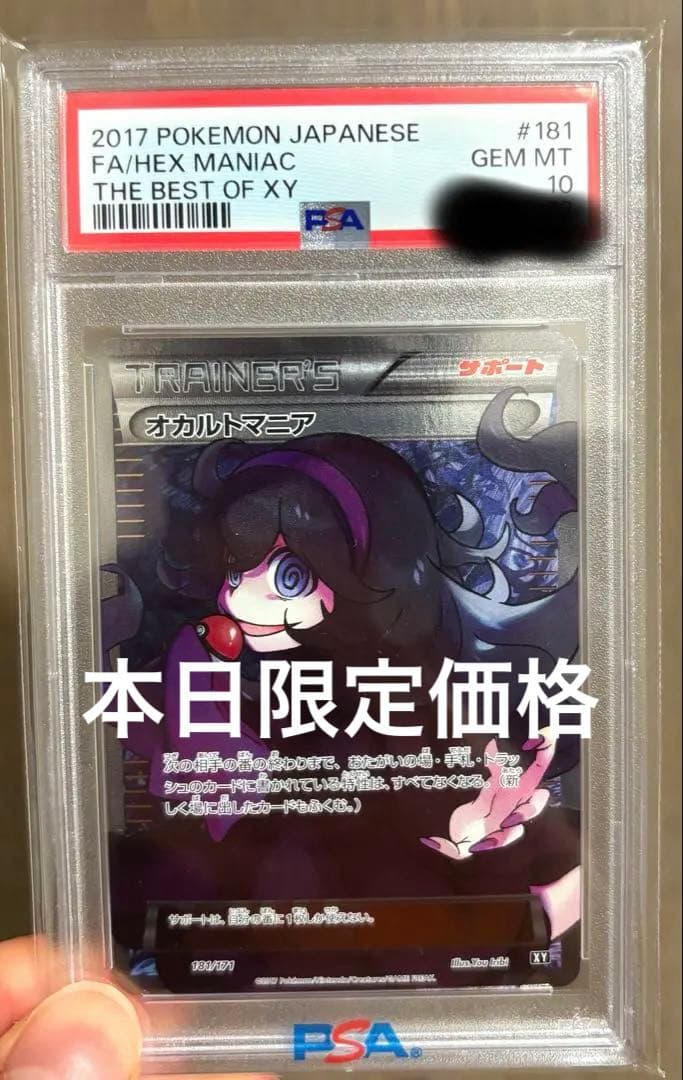 2017 POKEMON JAPANESE #181
FA/HEX MANIAC GEM MT
THE BEST OF XY 10
PSA
TRAINER'S サポート
オカルトマニア
本日限定価格
次の相手の番の終わりまで、おたがいの場・手札・トラッ
シュのカードに書かれている特性は、すべてなくなる。（新
しく場に出したカードもふくむ。）
サポートは、自分の番に1枚しか使えない。
181/171 Illus.You Iribi XY
©2017 Pokémon/Nintendo/Creatures/GAME FREAK.
PSA®